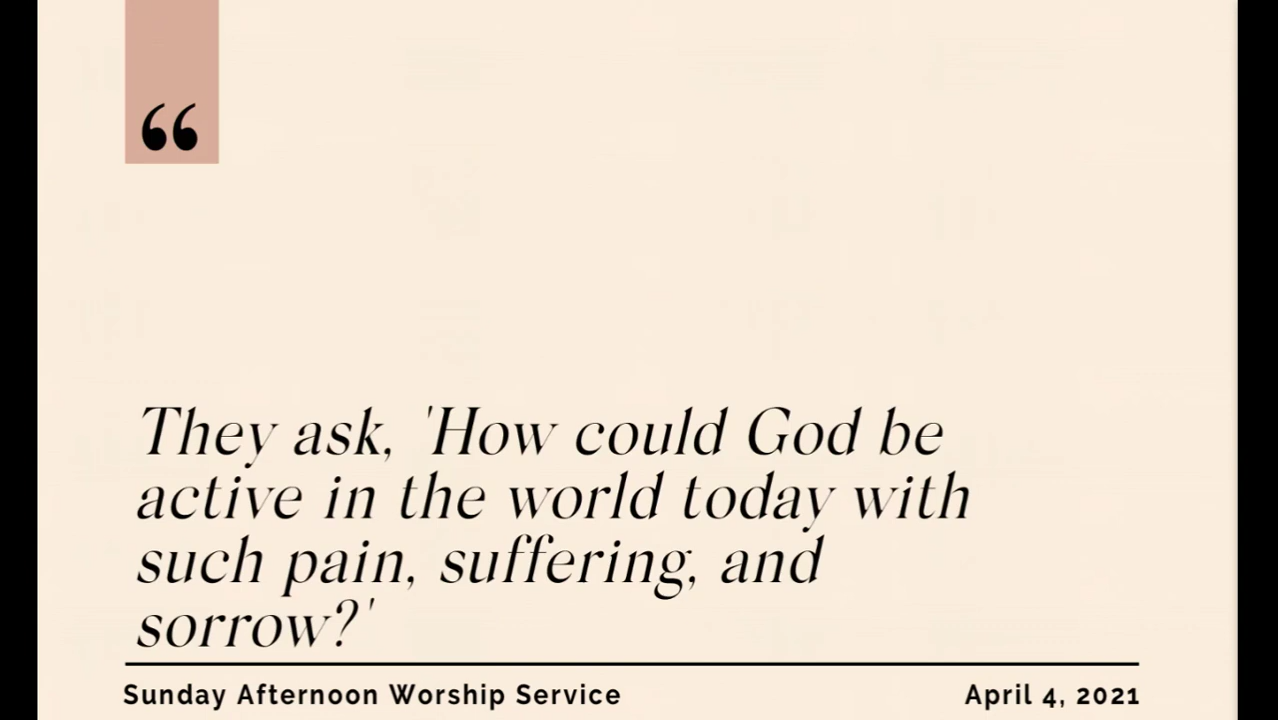 “
They ask, 'How could God be
active in the world today with
such pain, suffering, and
sorrow?'
Sunday Afternoon Worship Service
April 4, 2021